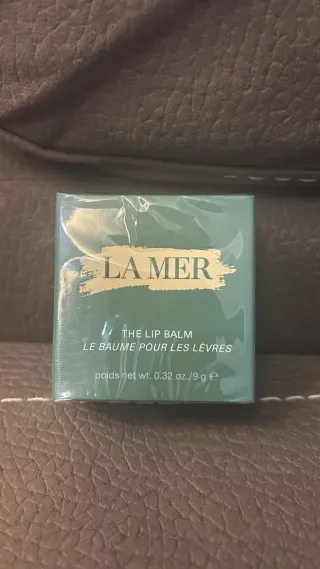 LA MER
THE LIP BALM
LE BAUME POUR LES LÈVRES
poids net wt. 0.32 oz./9 g ℮